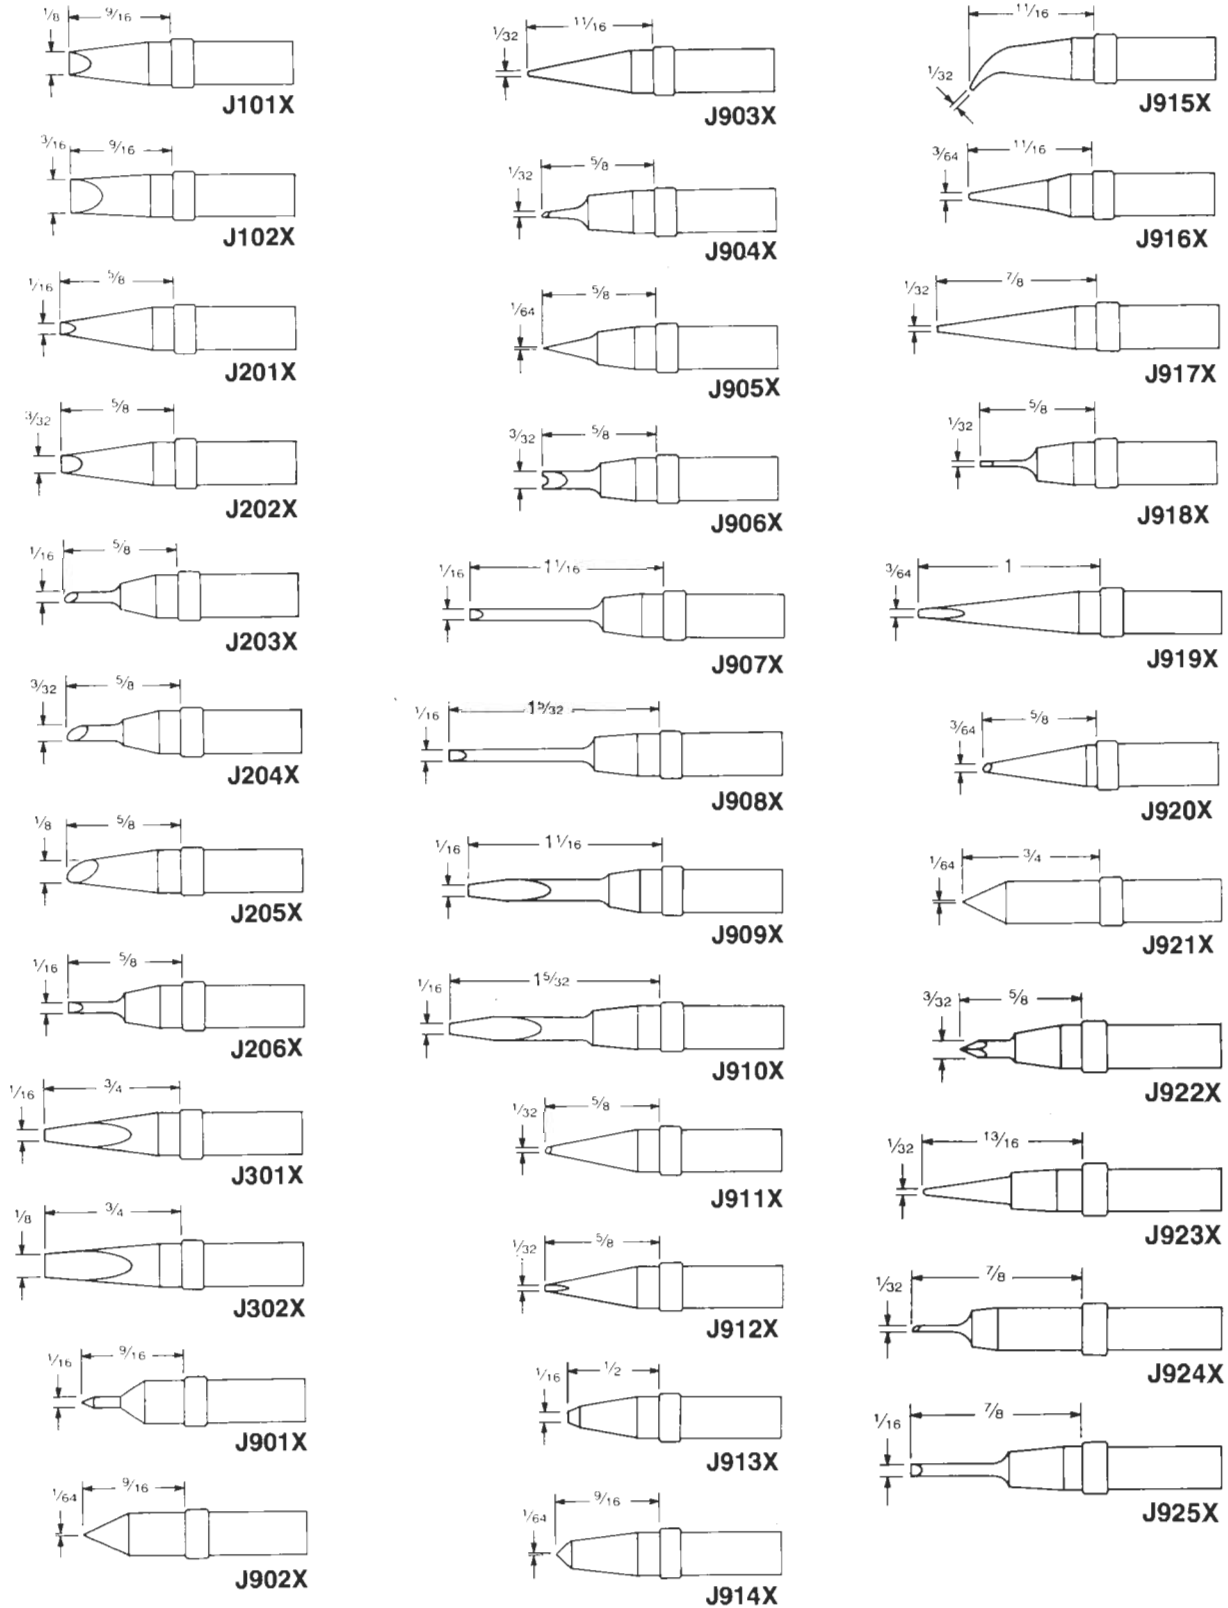 1/8 9/16
J101X
3/16 9/16
J102X
1/16 5/8
J201X
3/32 5/8
J202X
1/16 5/8
J203X
3/32 5/8
J204X
1/8 5/8
J205X
1/16 5/8
J206X
1/16 3/4
J301X
1/8 3/4
J302X
1/16 9/16
J901X
1/64 9/16
J902X
1/32 11/16
J903X
1/32 5/8
J904X
1/64 5/8
J905X
3/32 5/8
J906X
1/16 1 1/16
J907X
1/16 1 5/32
J908X
1/16 1 1/16
J909X
1/16 1 5/32
J910X
1/32 5/8
J911X
1/32 5/8
J912X
1/16 1/2
J913X
1/64 9/16
J914X
1/32 11/16
J915X
3/64 11/16
J916X
1/32 7/8
J917X
1/32 5/8
J918X
3/64 1
J919X
3/64 5/8
J920X
1/64 3/4
J921X
3/32 5/8
J922X
1/32 13/16
J923X
1/32 7/8
J924X
1/16 7/8
J925X